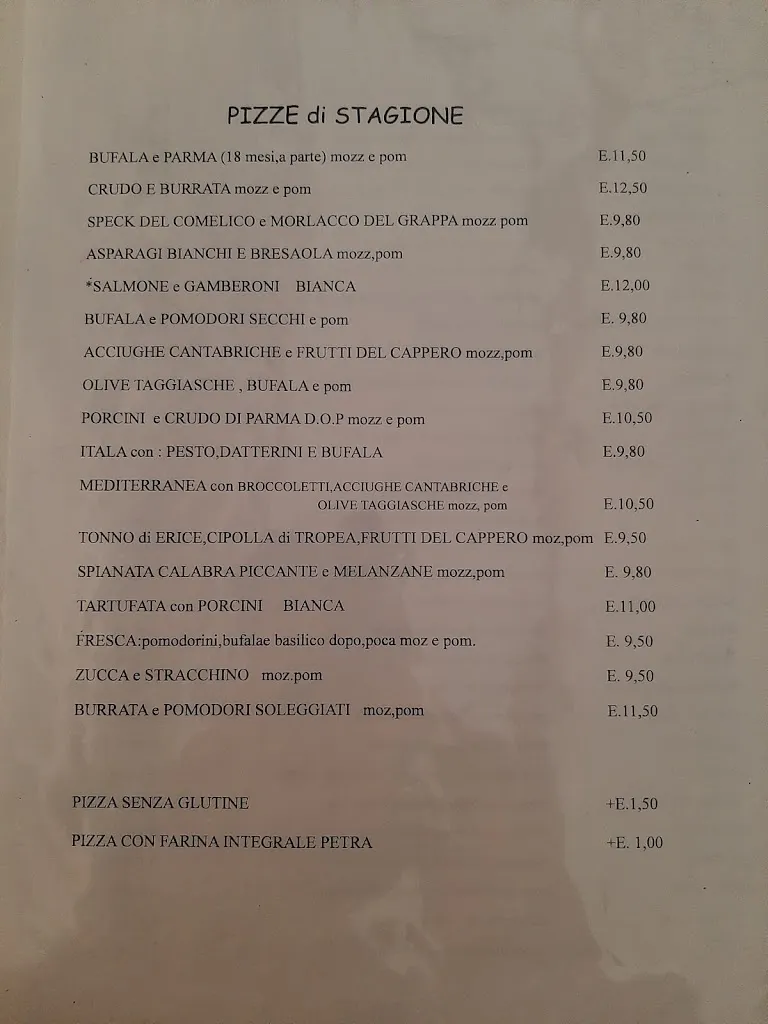 PIZZE di STAGIONE
BUFALA e PARMA (18 mesi,a parte) mozz e pom E.11,50
CRUDO E BURRATA mozz e pom E.12,50
SPECK DEL COMELICO e MORLACCO DEL GRAPPA mozz pom E.9,80
ASPARAGI BIANCHI E BRESAOLA mozz,pom E.9,80
*SALMONE e GAMBERONI BIANCA E.12,00
BUFALA e POMODORI SECCHI e pom E. 9,80
ACCIUGHE CANTABRICHE e FRUTTI DEL CAPPERO mozz,pom E.9,80
OLIVE TAGGIASCHE , BUFALA e pom E.9,80
PORCINI e CRUDO DI PARMA D.O.P mozz e pom E.10,50
ITALA con : PESTO,DATTERINI E BUFALA E.9,80
MEDITERRANEA con BROCCOLETTI,ACCIUGHE CANTABRICHE e
OLIVE TAGGIASCHE mozz, pom E.10,50
TONNO di ERICE,CIPOLLA di TROPEA,FRUTTI DEL CAPPERO moz,pom E.9,50
SPIANATA CALABRA PICCANTE e MELANZANE mozz,pom E. 9,80
TARTUFATA con PORCINI BIANCA E.11,00
FRESCA:pomodorini,bufalae basilico dopo,poca moz e pom. E. 9,50
ZUCCA e STRACCHINO moz.pom E. 9,50
BURRATA e POMODORI SOLEGGIATI moz,pom E.11,50
PIZZA SENZA GLUTINE +E.1,50
PIZZA CON FARINA INTEGRALE PETRA +E. 1,00